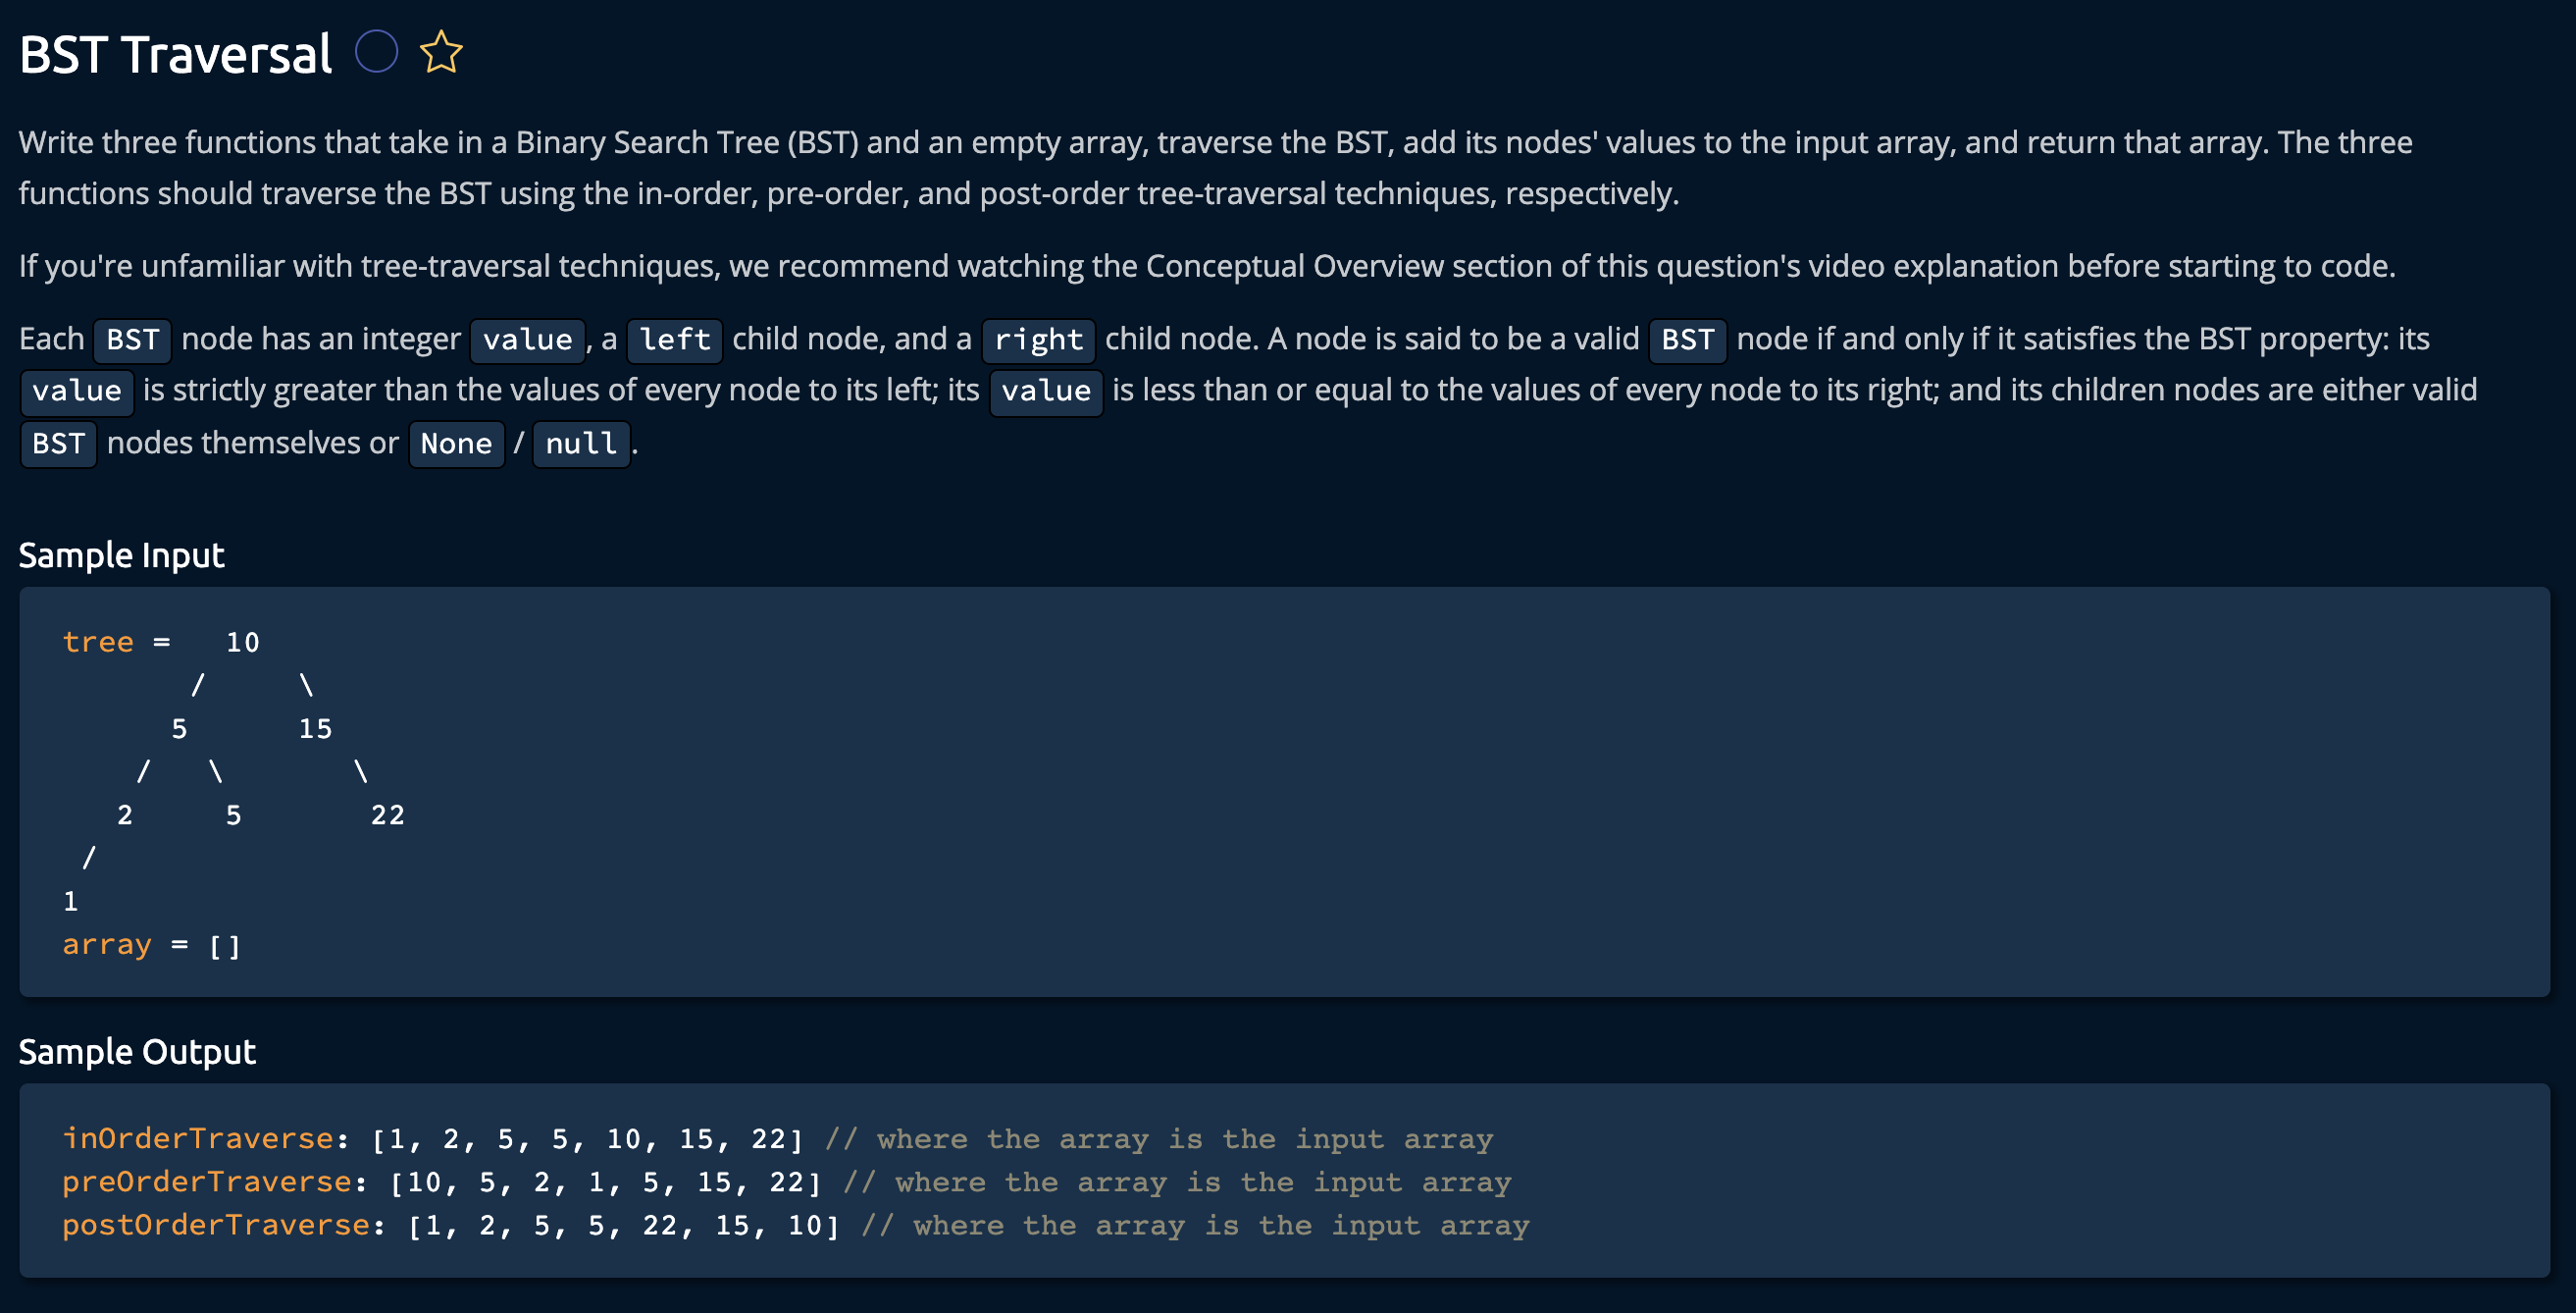 BST Traversal
Write three functions that take in a Binary Search Tree (BST) and an empty array, traverse the BST, add its nodes' values to the input array, and return that array. The three
functions should traverse the BST using the in-order, pre-order, and post-order tree-traversal techniques, respectively.
If you're unfamiliar with tree-traversal techniques, we recommend watching the Conceptual Overview section of this question's video explanation before starting to code.
Each BST node has an integer value, a left child node, and a right child node. A node is said to be a valid BST node if and only if it satisfies the BST property: its
value is strictly greater than the values of every node to its left; its value is less than or equal to the values of every node to its right; and its children nodes are either valid
BST nodes themselves or None / null.
Sample Input
tree =   10
       /     \
      5      15
    /   \       \
   2     5       22
 /
1
array = []
Sample Output
inOrderTraverse: [1, 2, 5, 5, 10, 15, 22] // where the array is the input array
preOrderTraverse: [10, 5, 2, 1, 5, 15, 22] // where the array is the input array
postOrderTraverse: [1, 2, 5, 5, 22, 15, 10] // where the array is the input array